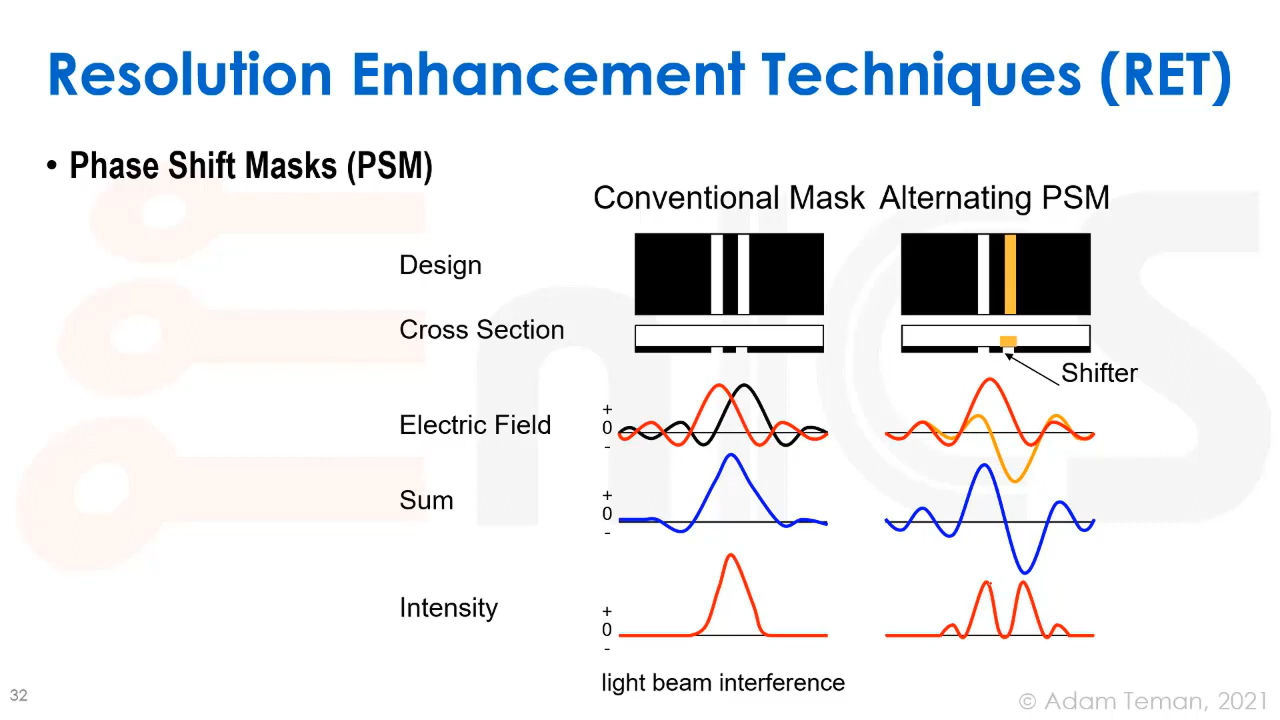 Resolution Enhancement Techniques (RET)
• Phase Shift Masks (PSM)
Conventional Mask Alternating PSM
Design
Cross Section
Shifter
Electric Field
+
0
-
Sum
+
0
-
Intensity
+
0
-
light beam interference
32
© Adam Teman, 2021